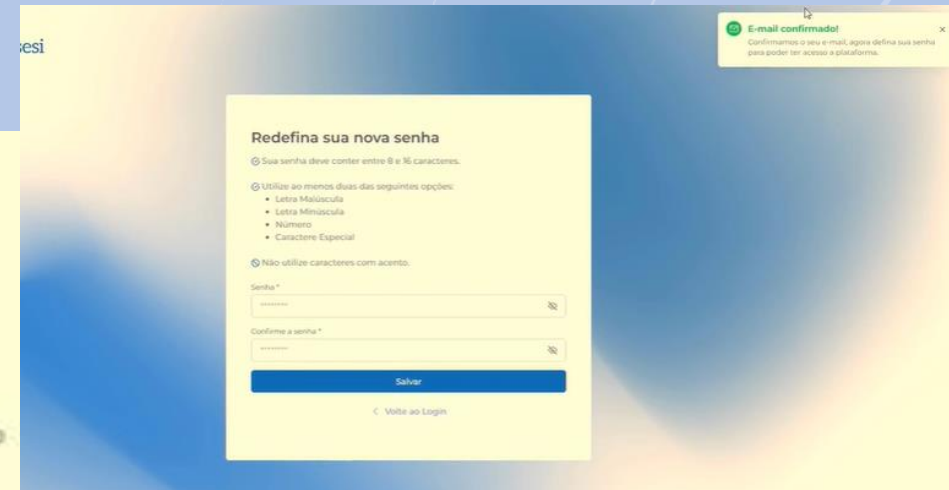 sesi
E-mail confirmado!
Confirmamos o seu e-mail, agora defina sua senha
para poder ter acesso a plataforma.
Redefina sua nova senha
Sua senha deve conter entre 8 e 16 caracteres.
Utilize ao menos duas das seguintes opções:
• Letra Maiúscula
• Letra Minúscula
• Número
• Caractere Especial
Não utilize caracteres com acento.
Senha *
Confirme a senha *
Salvar
< Volte ao Login